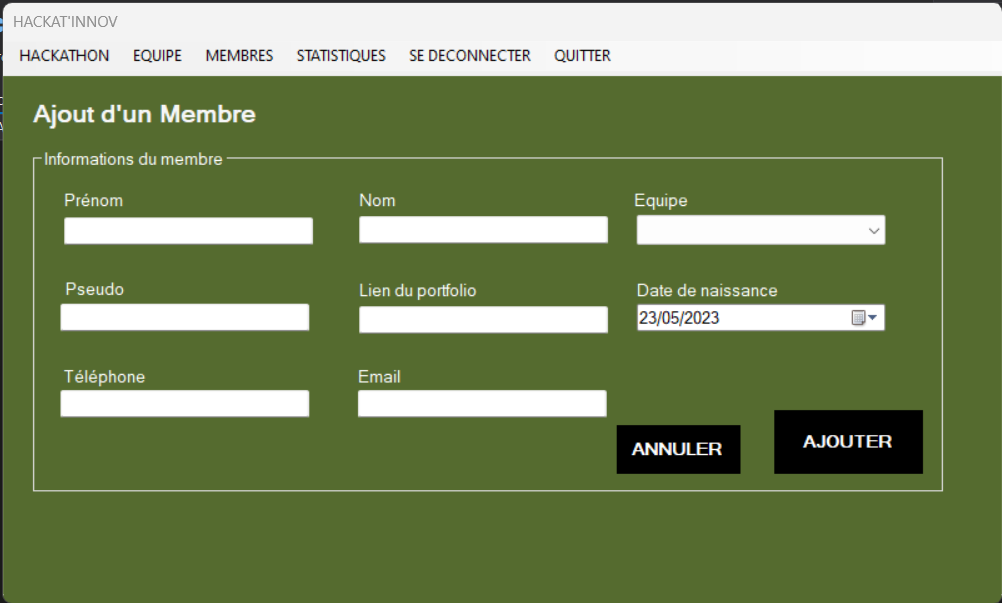 HACKAT'INNOV
HACKATHON EQUIPE MEMBRES STATISTIQUES SE DECONNECTER QUITTER
Ajout d'un Membre
Informations du membre
Prénom Nom Equipe
Pseudo Lien du portfolio Date de naissance
23/05/2023
Téléphone Email
ANNULER AJOUTER